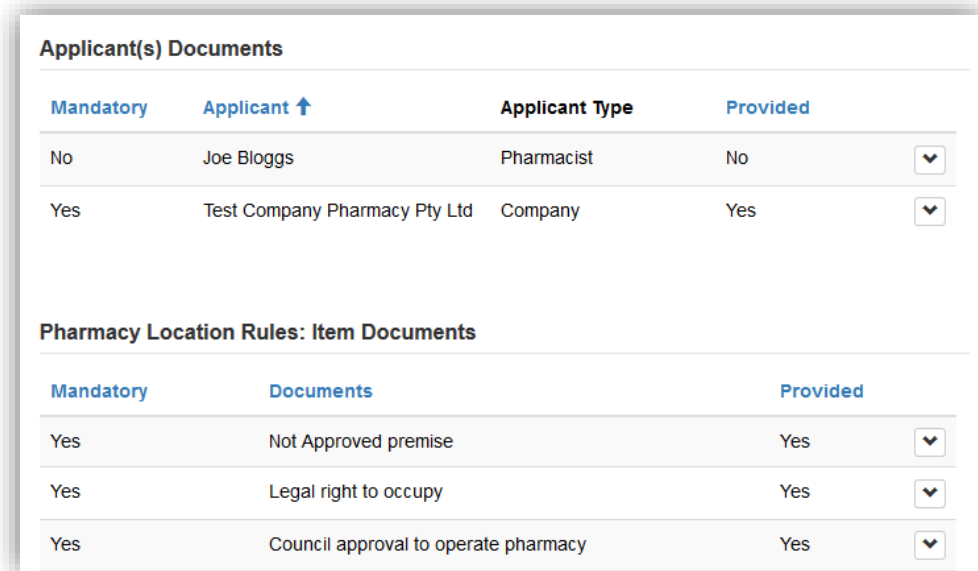 Applicant(s) Documents
Mandatory Applicant Applicant Type Provided
No Joe Bloggs Pharmacist No
Yes Test Company Pharmacy Pty Ltd Company Yes
Pharmacy Location Rules: Item Documents
Mandatory Documents Provided
Yes Not Approved premise Yes
Yes Legal right to occupy Yes
Yes Council approval to operate pharmacy Yes